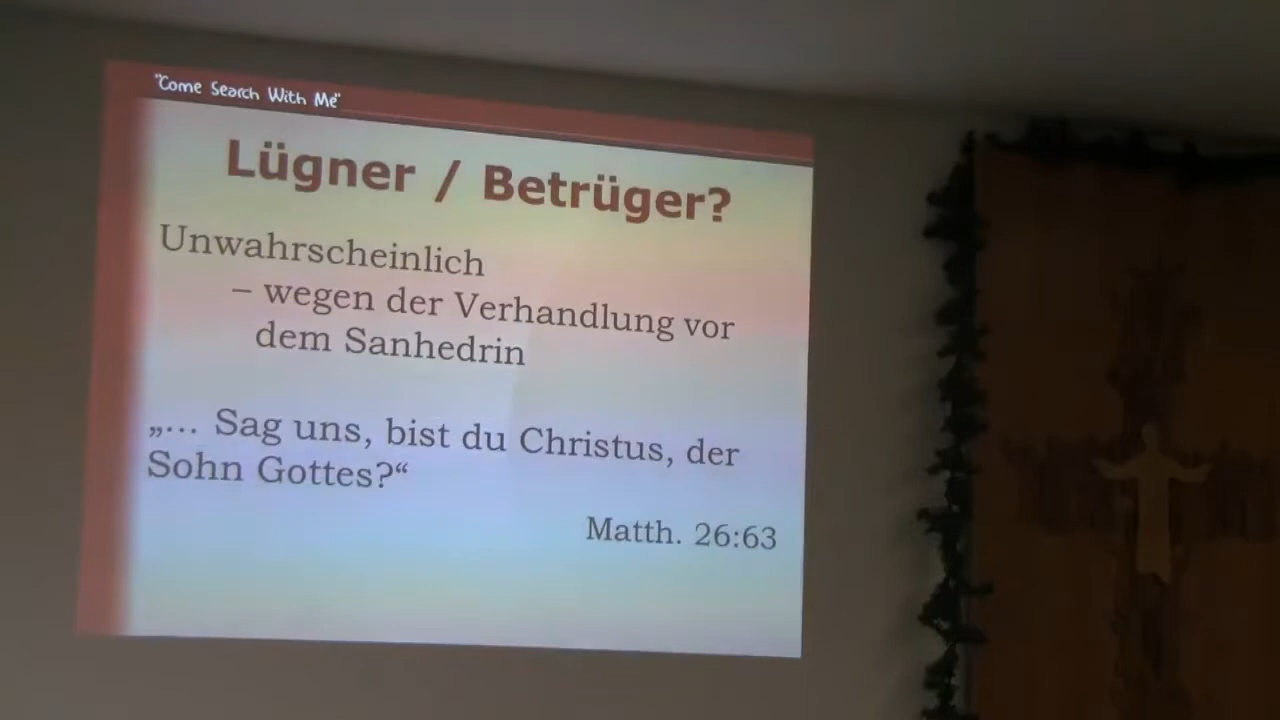 "Come Search With Me"
Lügner / Betrüger?
Unwahrscheinlich
– wegen der Verhandlung vor
dem Sanhedrin
„… Sag uns, bist du Christus, der
Sohn Gottes?“
Matth. 26:63